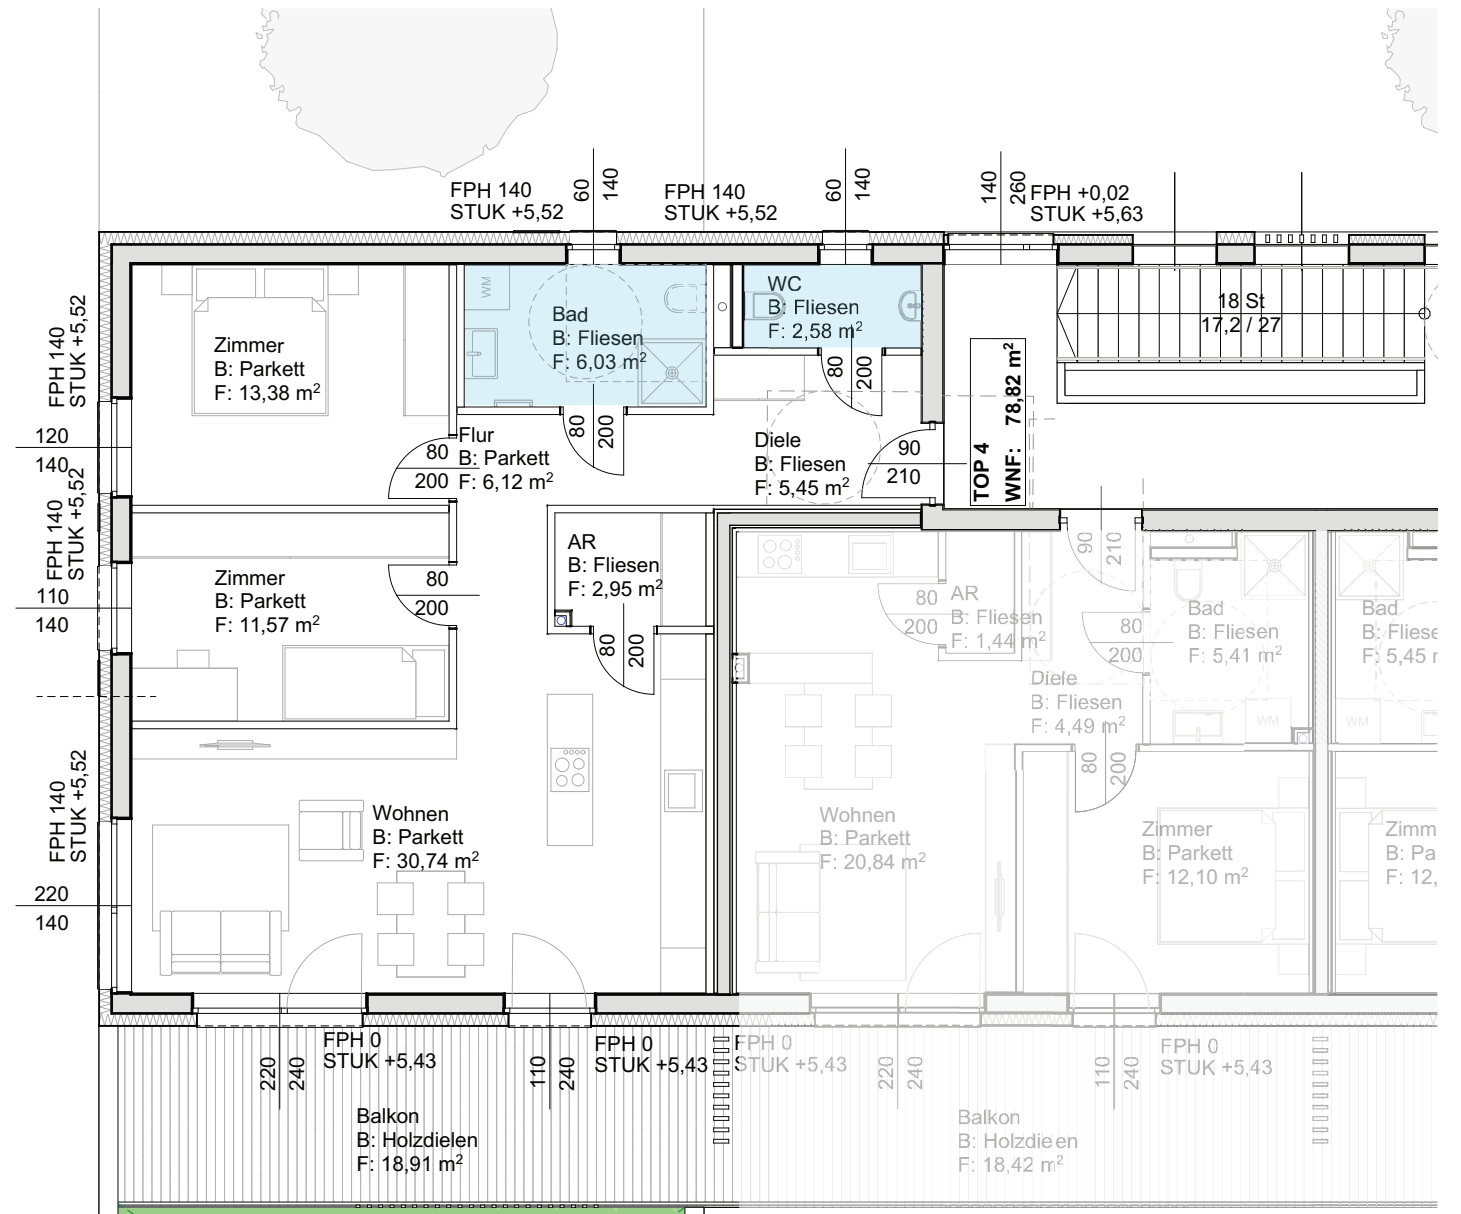 FPH 140
STUK +5,52
60
140
FPH 140
STUK +5,52
60
140
140
260
FPH +0,02
STUK +5,63
18 St
17,2 / 27
FPH 140
STUK +5,52
Zimmer
B: Parkett
F: 13,38 m²
WM
Bad
B: Fliesen
F: 6,03 m²
WC
B: Fliesen
F: 2,58 m²
80
200
TOP 4
WNF: 78,82 m²
120
140
80
200
Flur
B: Parkett
F: 6,12 m²
80
200
Diele
B: Fliesen
F: 5,45 m²
90
210
FPH 140
STUK +5,52
110
140
Zimmer
B: Parkett
F: 11,57 m²
80
200
AR
B: Fliesen
F: 2,95 m²
80
200
90
210
80
200
AR
B: Fliesen
F: 1,44 m²
80
200
Bad
B: Fliesen
F: 5,41 m²
WM
Bad
B: Fliese
F: 5,45 r
WM
Diele
B: Fliesen
F: 4,49 m²
80
200
FPH 140
STUK +5,52
220
140
Wohnen
B: Parkett
F: 30,74 m²
Wohnen
B: Parkett
F: 20,84 m²
Zimmer
B: Parkett
F: 12,10 m²
Zimm
B: Pa
F: 12,
220
240
FPH 0
STUK +5,43
110
240
FPH 0
STUK +5,43
FPH 0
STUK +5,43
220
240
110
240
FPH 0
STUK +5,43
Balkon
B: Holzdielen
F: 18,91 m²
Balkon
B: Holzdielen
F: 18,42 m²